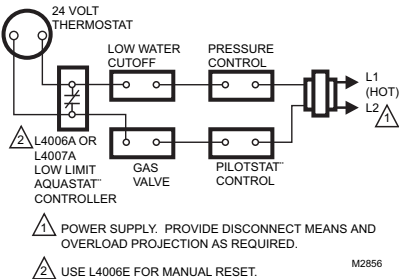 24 VOLT
THERMOSTAT
LOW WATER
CUTOFF
PRESSURE
CONTROL
L1
(HOT)
L2
1
2
L4006A OR
L4007A
LOW LIMIT
AQUASTAT¨
CONTROLLER
GAS
VALVE
PILOTSTAT¨
CONTROL
1 POWER SUPPLY. PROVIDE DISCONNECT MEANS AND
OVERLOAD PROJECTION AS REQUIRED.
2 USE L4006E FOR MANUAL RESET.
M2856